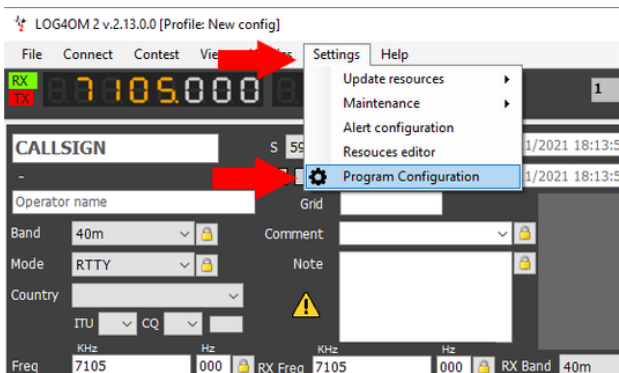 LOG4OM 2 v.2.13.0.0 [Profile: New config]
File Connect Contest Settings Help
RX 7105.000
TX
Update resources
1
Maintenance
Alert configuration
CALLSIGN S 59 1/2021 18:13:5
Resouces editor
- Program Configuration 1/2021 18:13:5
Operator name Grid
Band 40m Comment
Mode RTTY Note
Country
ITU CQ
KHz Hz KHz Hz
Freq 7105 000 RX Freq 7105 000 RX Band 40m